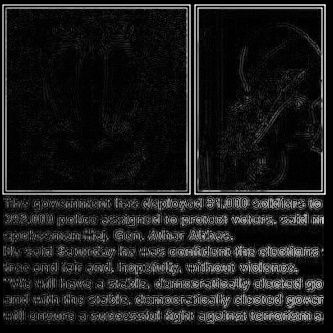 The government has deployed 81,000 soldiers to
392,000 police assigned to protect voters, said m
spokesman Maj. Gen. Athar Abbas.
He said Saturday he was confident the elections
free and fair and, hopefully, without violence.
"We will have a stable, democratically elected go
and with the stable, democratically elected gover
will ensure a successful fight against terrorism a